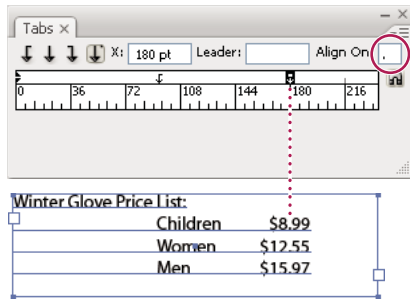 Tabs x
X: 180 pt Leader: Align On: .
0 36 72 108 144 180 216
Winter Glove Price List:
Children $8.99
Women $12.55
Men $15.97